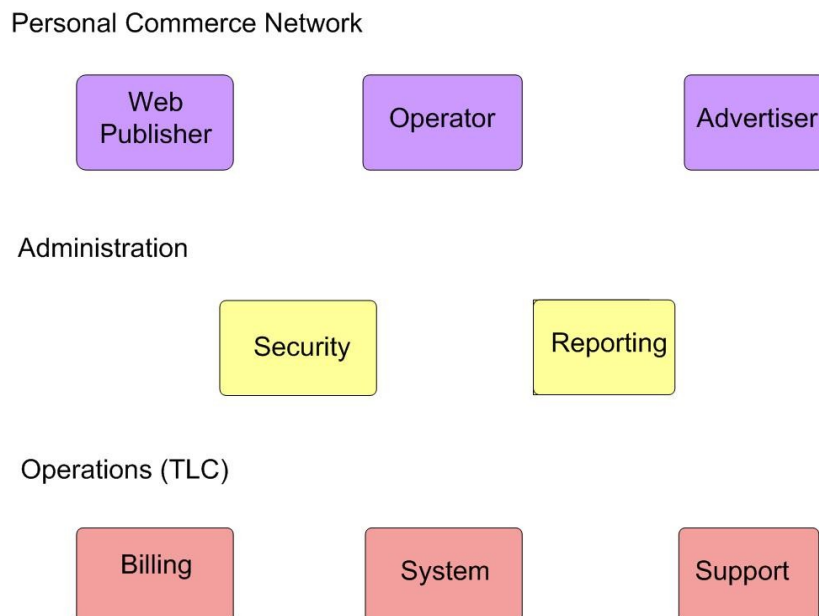 Personal Commerce Network
Web
Publisher
Operator
Advertiser
Administration
Security
Reporting
Operations (TLC)
Billing
System
Support